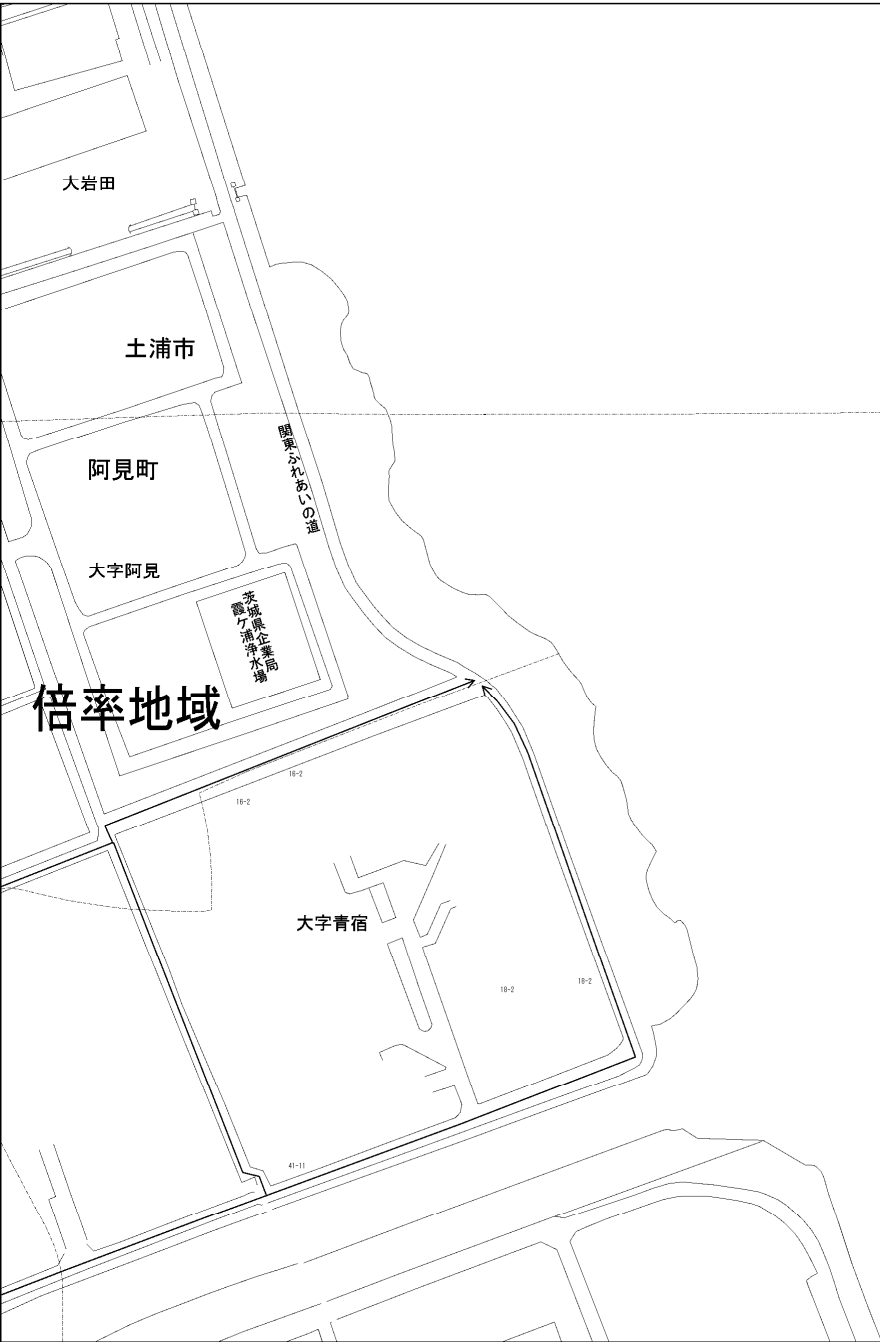 大岩田
土浦市
関東ふれあいの道
阿見町
大字阿見
茨城県企業局
霞ケ浦浄水場
倍率地域
16-2
16-2
大字青宿
18-2
18-2
41-11